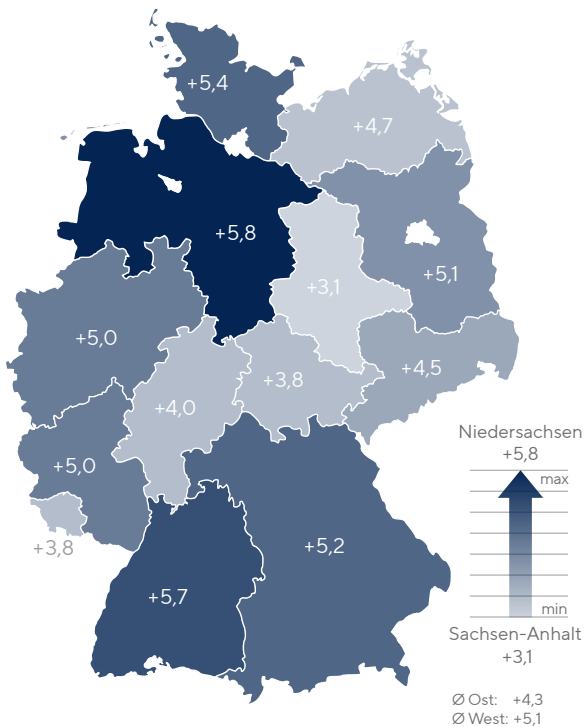 +5,4
+4,7
+5,8
+5,1
+3,1
+5,0
+4,5
+3,8
+4,0
Niedersachsen
+5,8
+5,0
max
+3,8
+5,2
+5,7
min
Sachsen-Anhalt
+3,1
Ø Ost: +4,3
Ø West: +5,1